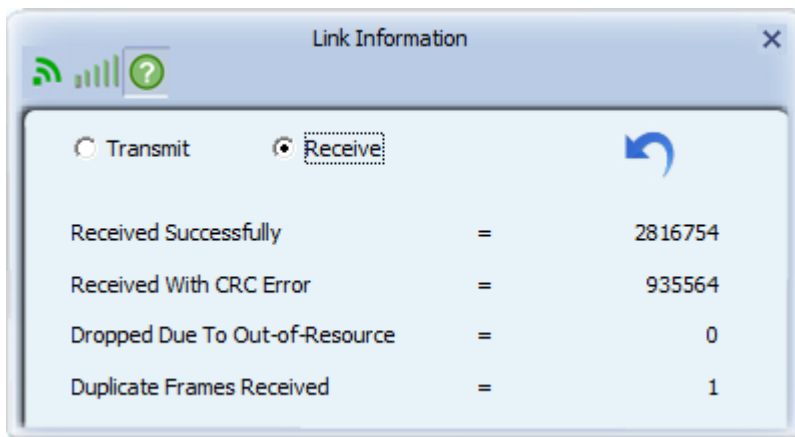 Link Information
Transmit Receive
Received Successfully = 2816754
Received With CRC Error = 935564
Dropped Due To Out-of-Resource = 0
Duplicate Frames Received = 1